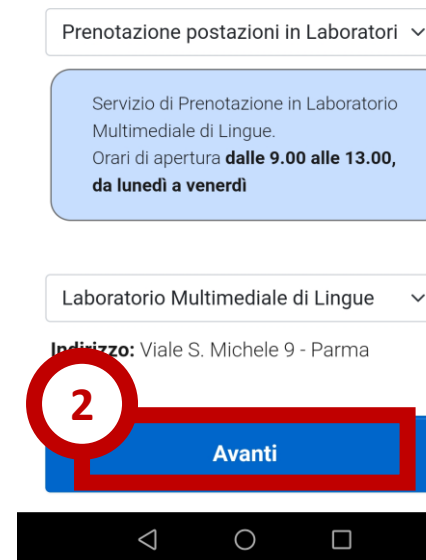 Prenotazione postazioni in Laboratori
Servizio di Prenotazione in Laboratorio
Multimediale di Lingue.
Orari di apertura dalle 9.00 alle 13.00,
da lunedì a venerdì
Laboratorio Multimediale di Lingue
Indirizzo: Viale S. Michele 9 - Parma
2
Avanti